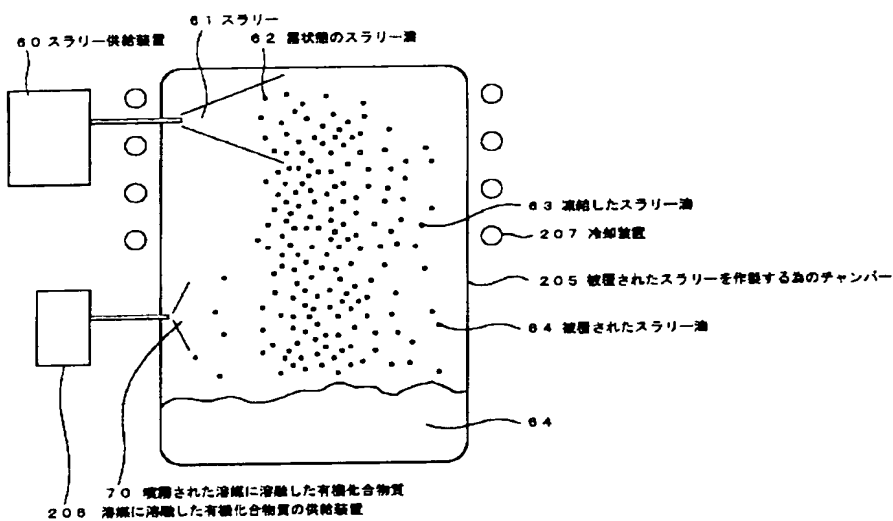 61 スラリー
60 スラリー供給装置
62 霧状態のスラリー滴
63 凍結したスラリー滴
207 冷却装置
205 被覆されたスラリーを作製する為のチャンバー
64 被覆されたスラリー滴
64
70 噴霧された溶媒に溶融した有機化合物質
206 溶媒に溶融した有機化合物質の供給装置